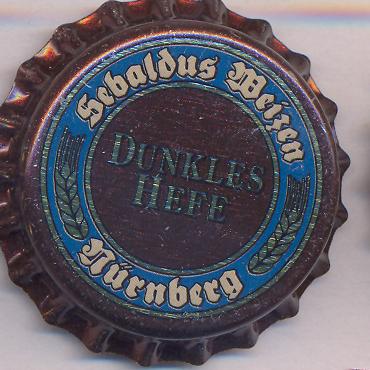 Sebaldus Weizen
DUNKLES
HEFE
Nürnberg